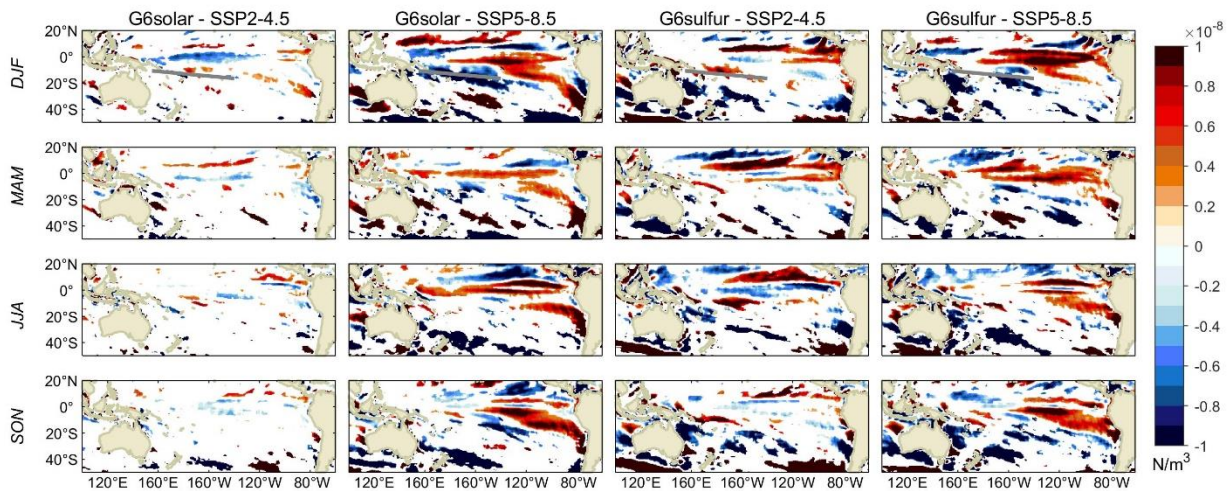 G6solar - SSP2-4.5 G6solar - SSP5-8.5 G6sulfur - SSP2-4.5 G6sulfur - SSP5-8.5
×10⁻⁸
20°N 1
DJF 0°
20°S 0.8
40°S
0.6
20°N
MAM 0° 0.4
20°S
40°S 0.2
0
20°N
JJA 0° -0.2
20°S
40°S -0.4
-0.6
20°N
SON 0° -0.8
20°S
40°S -1
N/m³
120°E 160°E 160°W 120°W 80°W 120°E 160°E 160°W 120°W 80°W 120°E 160°E 160°W 120°W 80°W 120°E 160°E 160°W 120°W 80°W